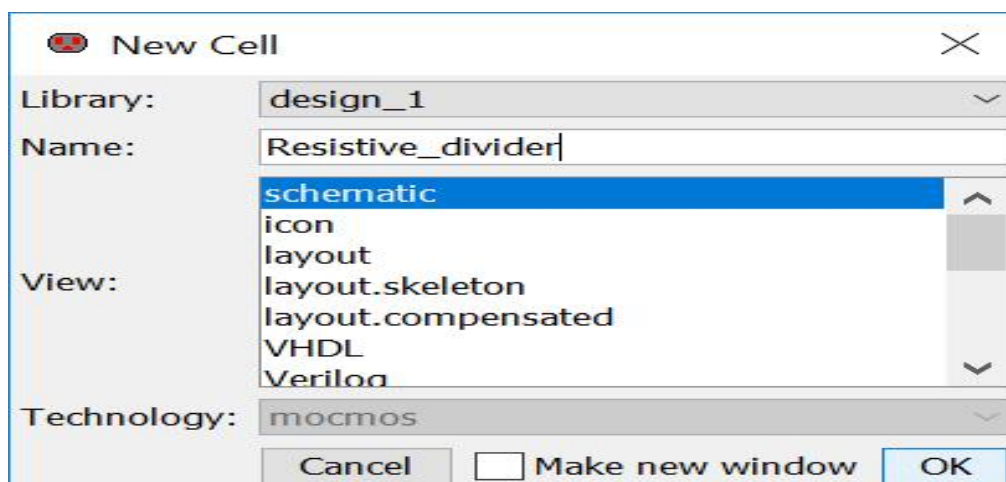 New Cell
Library: design_1
Name: Resistive_divider
schematic
icon
layout
View: layout.skeleton
layout.compensated
VHDL
Verilog
Technology: mocmos
Cancel Make new window OK